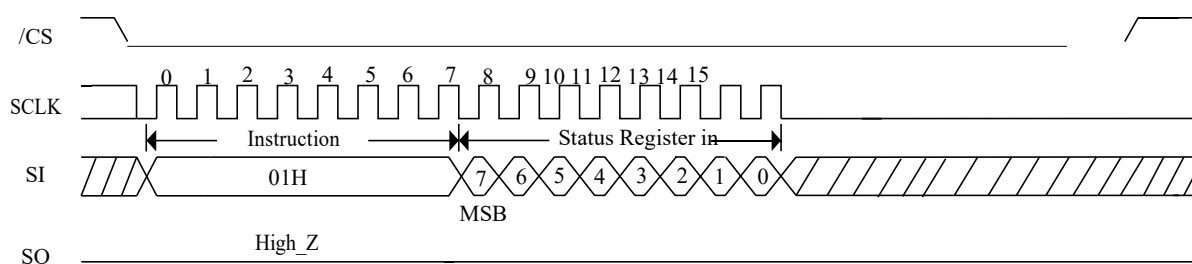 /CS
0 1 2 3 4 5 6 7 8 9 10 11 12 13 14 15
SCLK
Instruction Status Register in
SI 01H 7 6 5 4 3 2 1 0
MSB
High_Z
SO